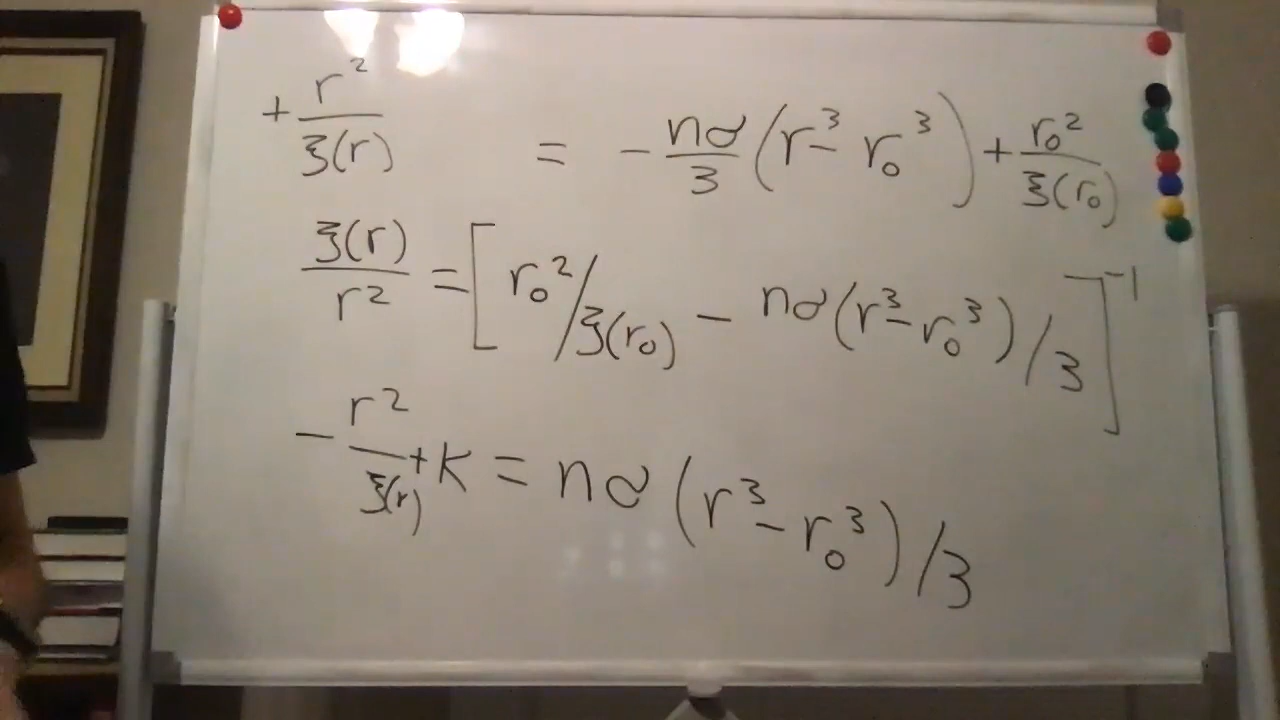 + r²/ξ(r) = - nσ/3 (r³ - r₀³) + r₀²/ξ(r₀)
ξ(r)/r² = [r₀²/ξ(r₀) - nσ(r³ - r₀³)/3]⁻¹
- r²/ξ(r) + K = nσ(r³ - r₀³)/3